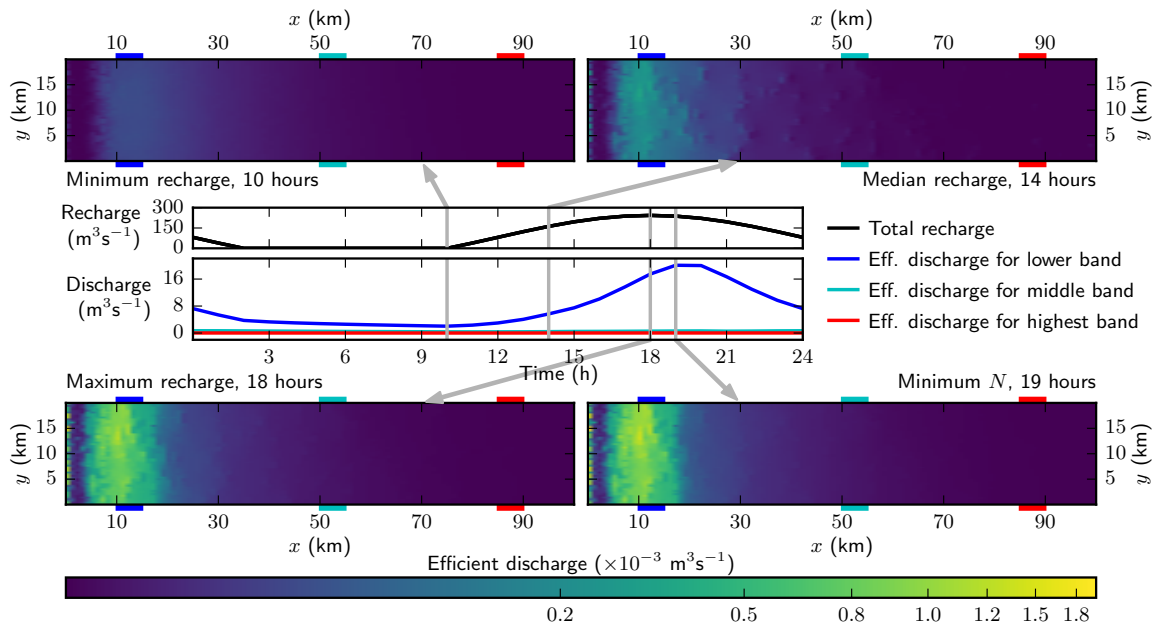 x (km)
x (km)
10 30 50 70 90
10 30 50 70 90
y (km)
15
10
5
15
10
5
y (km)
Minimum recharge, 10 hours
Median recharge, 14 hours
Recharge
(m³s⁻¹)
300
150
0
Discharge
(m³s⁻¹)
16
8
0
3 6 9 12 15 18 21 24
Time (h)
Total recharge
Eff. discharge for lower band
Eff. discharge for middle band
Eff. discharge for highest band
Maximum recharge, 18 hours
Minimum N, 19 hours
y (km)
15
10
5
15
10
5
y (km)
10 30 50 70 90
10 30 50 70 90
x (km)
x (km)
Efficient discharge (×10⁻³ m³s⁻¹)
0.2 0.5 0.8 1.0 1.2 1.5 1.8